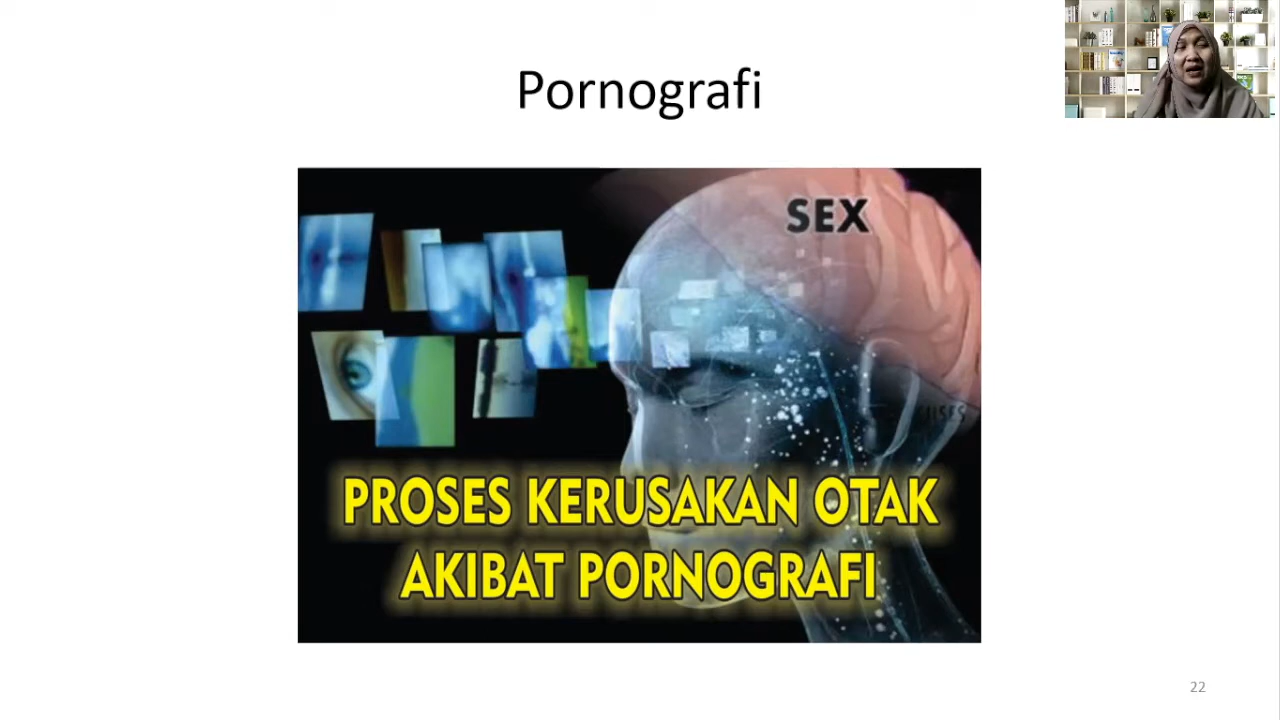 Pornografi
SEX
PROSES KERUSAKAN OTAK
AKIBAT PORNOGRAFI
22